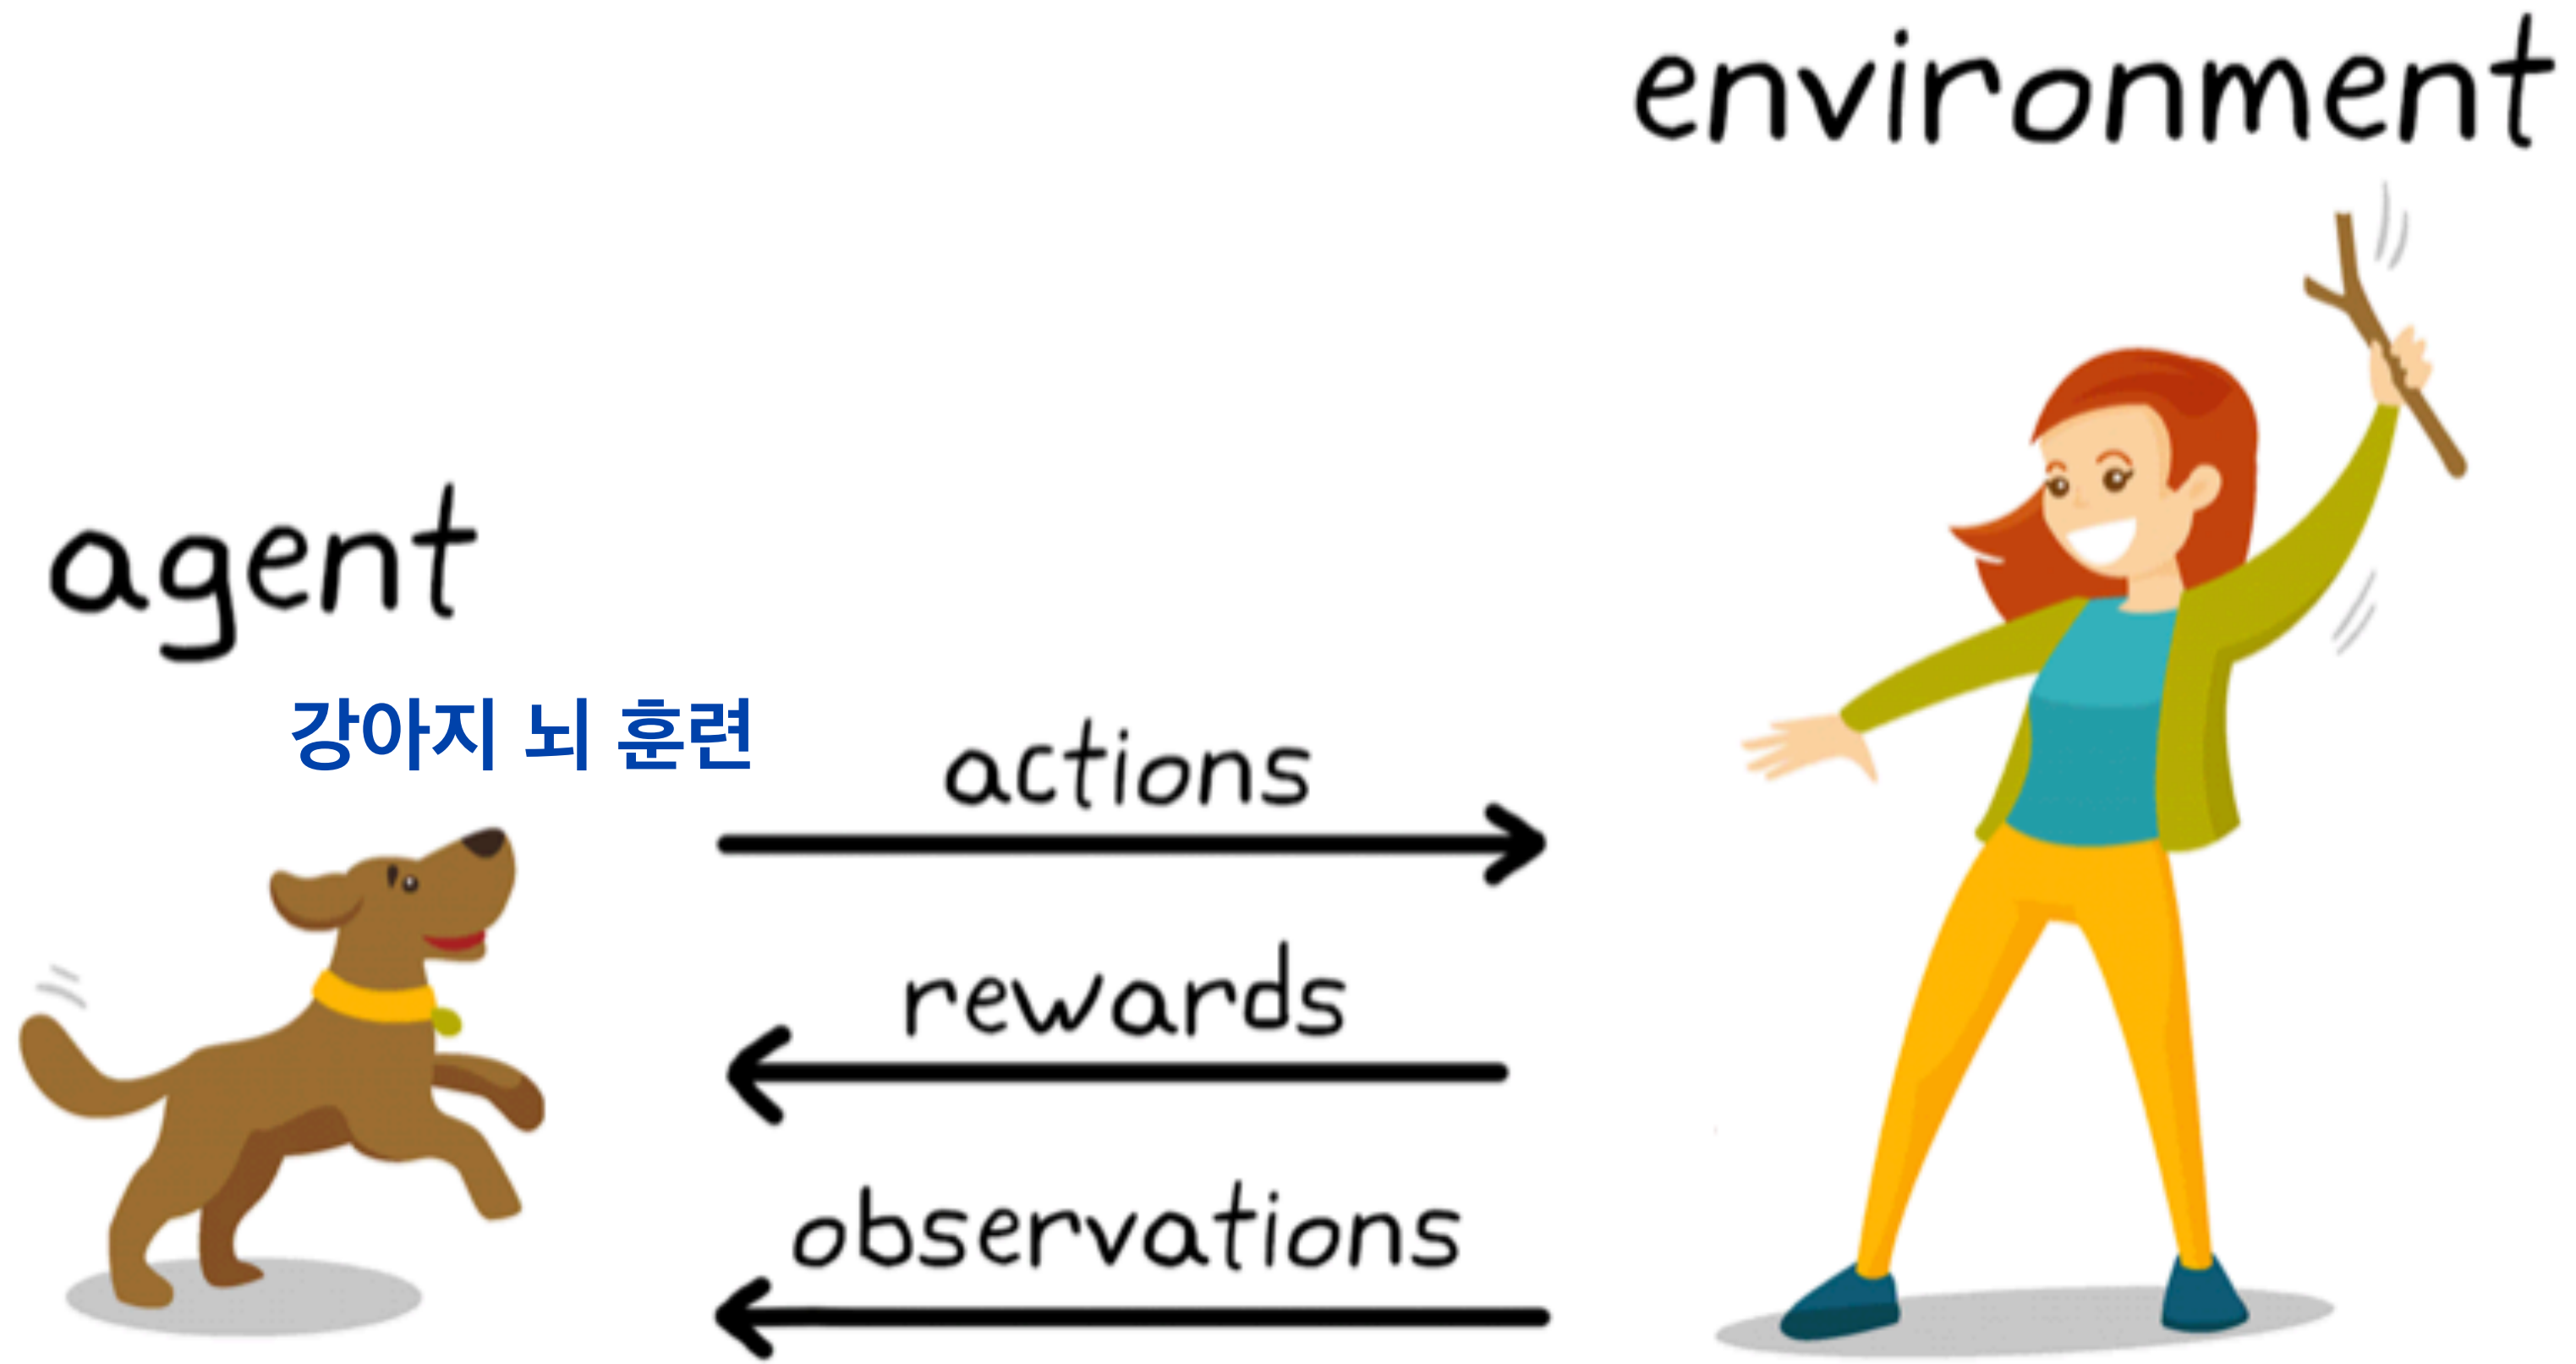 environment
agent
강아지 뇌 훈련
actions
rewards
observations